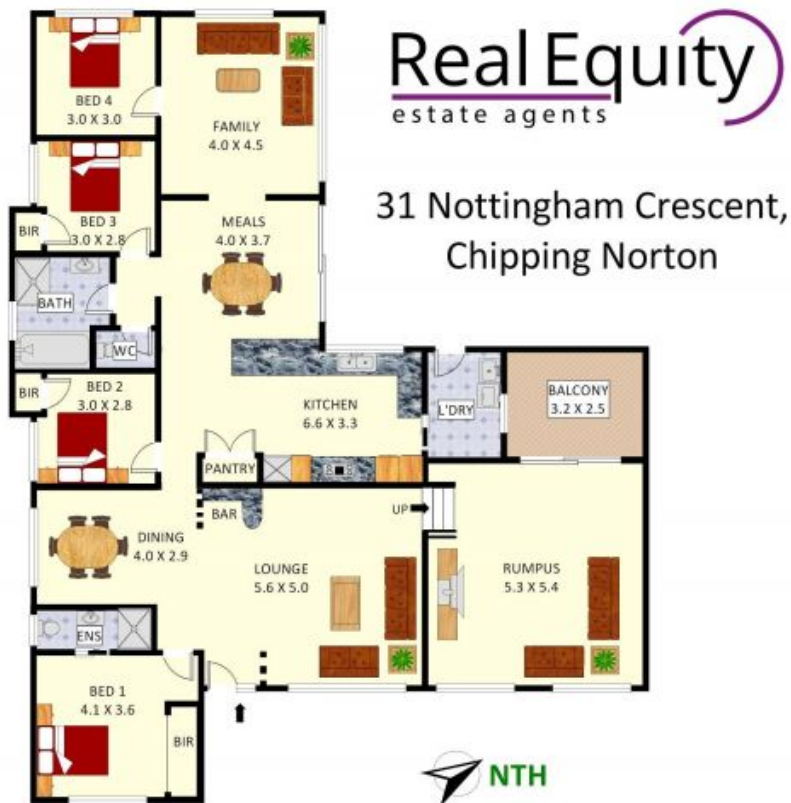 Real Equity
estate agents
31 Nottingham Crescent,
Chipping Norton
BED 4
3.0 X 3.0
FAMILY
4.0 X 4.5
BED 3
3.0 X 2.8
BIR
MEALS
4.0 X 3.7
BATH
WC
BIR
BED 2
3.0 X 2.8
KITCHEN
6.6 X 3.3
L'DRY
BALCONY
3.2 X 2.5
PANTRY
BAR
UP
DINING
4.0 X 2.9
LOUNGE
5.6 X 5.0
RUMPUS
5.3 X 5.4
ENS
BED 1
4.1 X 3.6
BIR
NTH